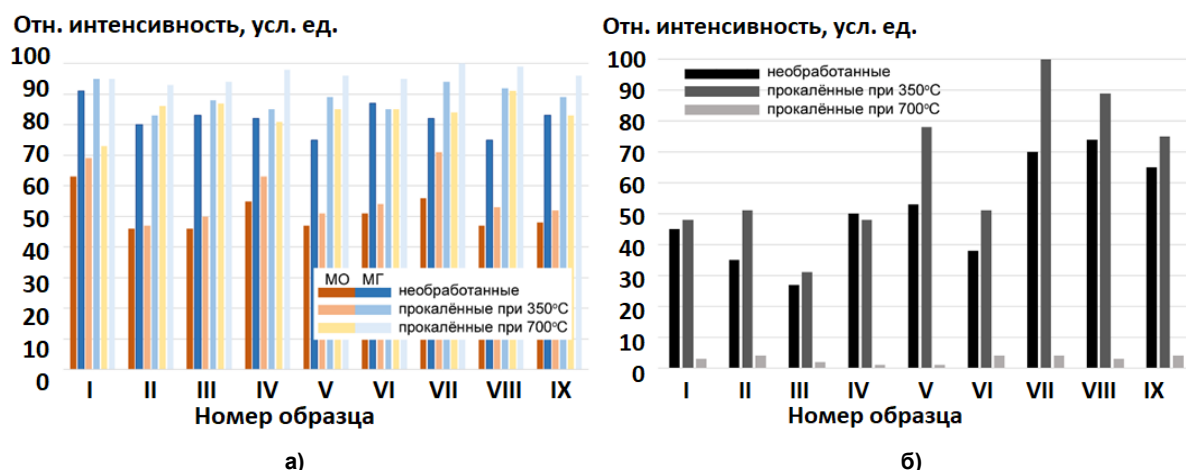 Отн. интенсивность, усл. ед.
100
90
80
70
60
50
40
30
20
10
0
МО МГ
необработанные
прокалённые при 350°C
прокалённые при 700°C
I II III IV V VI VII VIII IX
Номер образца
а)
Отн. интенсивность, усл. ед.
100
90
80
70
60
50
40
30
20
10
0
необработанные
прокалённые при 350°C
прокалённые при 700°C
I II III IV V VI VII VIII IX
Номер образца
б)